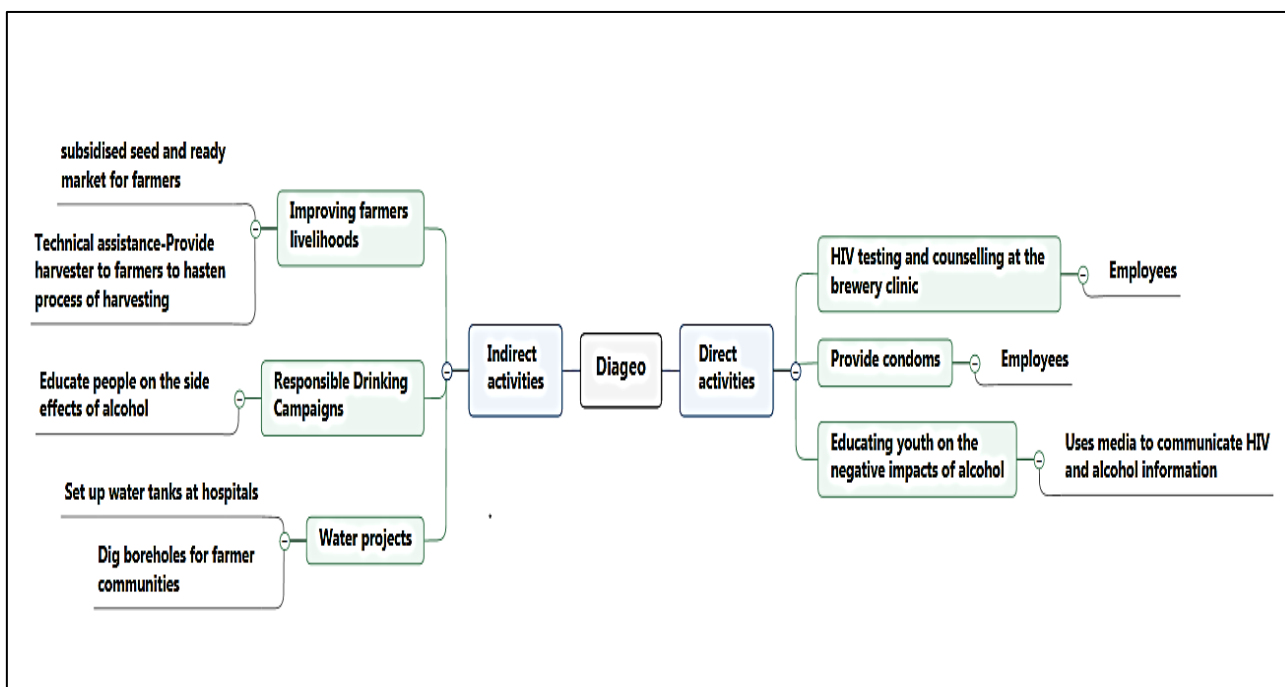 subsidised seed and ready
market for farmers
Technical assistance-Provide
harvester to farmers to hasten
process of harvesting
Improving farmers
livelihoods
Educate people on the side
effects of alcohol
Responsible Drinking
Campaigns
Set up water tanks at hospitals
Dig boreholes for farmer
communities
Water projects
Indirect
activities
Diageo
Direct
activities
HIV testing and counselling at the
brewery clinic
Employees
Provide condoms
Employees
Educating youth on the
negative impacts of alcohol
Uses media to communicate HIV
and alcohol information